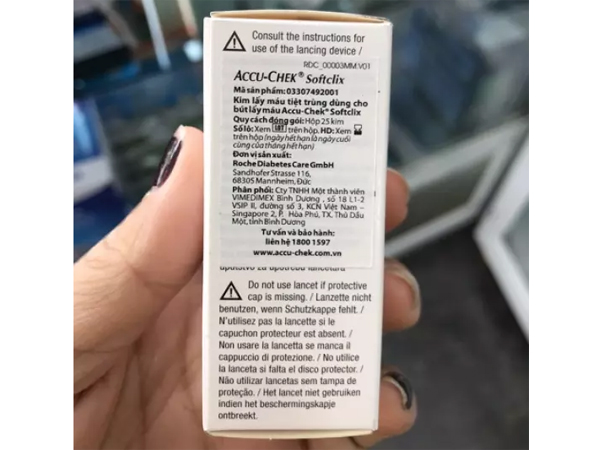 Consult the instructions for
use of the lancing device /
RDC_00003MM.V01
ACCU-CHEK® Softclix
Mã sản phẩm: 03307492001
Kim lấy máu tiệt trùng dùng cho
bút lấy máu Accu-Chek® Softclix
Quy cách đóng gói: Hộp 25 kim
Số lô: Xem LOT trên hộp. HD: Xem
trên hộp (ngày hết hạn là ngày cuối
cùng của tháng hết hạn)
Đơn vị sản xuất:
Roche Diabetes Care GmbH
Sandhofer Strasse 116,
68305 Mannheim, Đức
Phân phối: Cty TNHH Một thành viên
VIMEDIMEX Bình Dương, số 18 L1-2
VSIP II, đường số 3, KCN Việt Nam –
Singapore 2, P. Hòa Phú, TX. Thủ Dầu
Một, tỉnh Bình Dương
Tư vấn và bảo hành:
liên hệ 1800 1597
www.accu-chek.com.vn
uputstvo za upotrebu lancetara
Do not use lancet if protective
cap is missing. / Lanzette nicht
benutzen, wenn Schutzkappe fehlt. /
N'utilisez pas la lancette si le
capuchon protecteur est absent. /
Non usare la lancetta se manca il
cappuccio di protezione. / No utilice
la lanceta si falta el disco protector. /
Não utilizar lancetas sem tampa de
proteção. / Het lancet niet gebruiken
indien het beschermingskapje
ontbreekt.